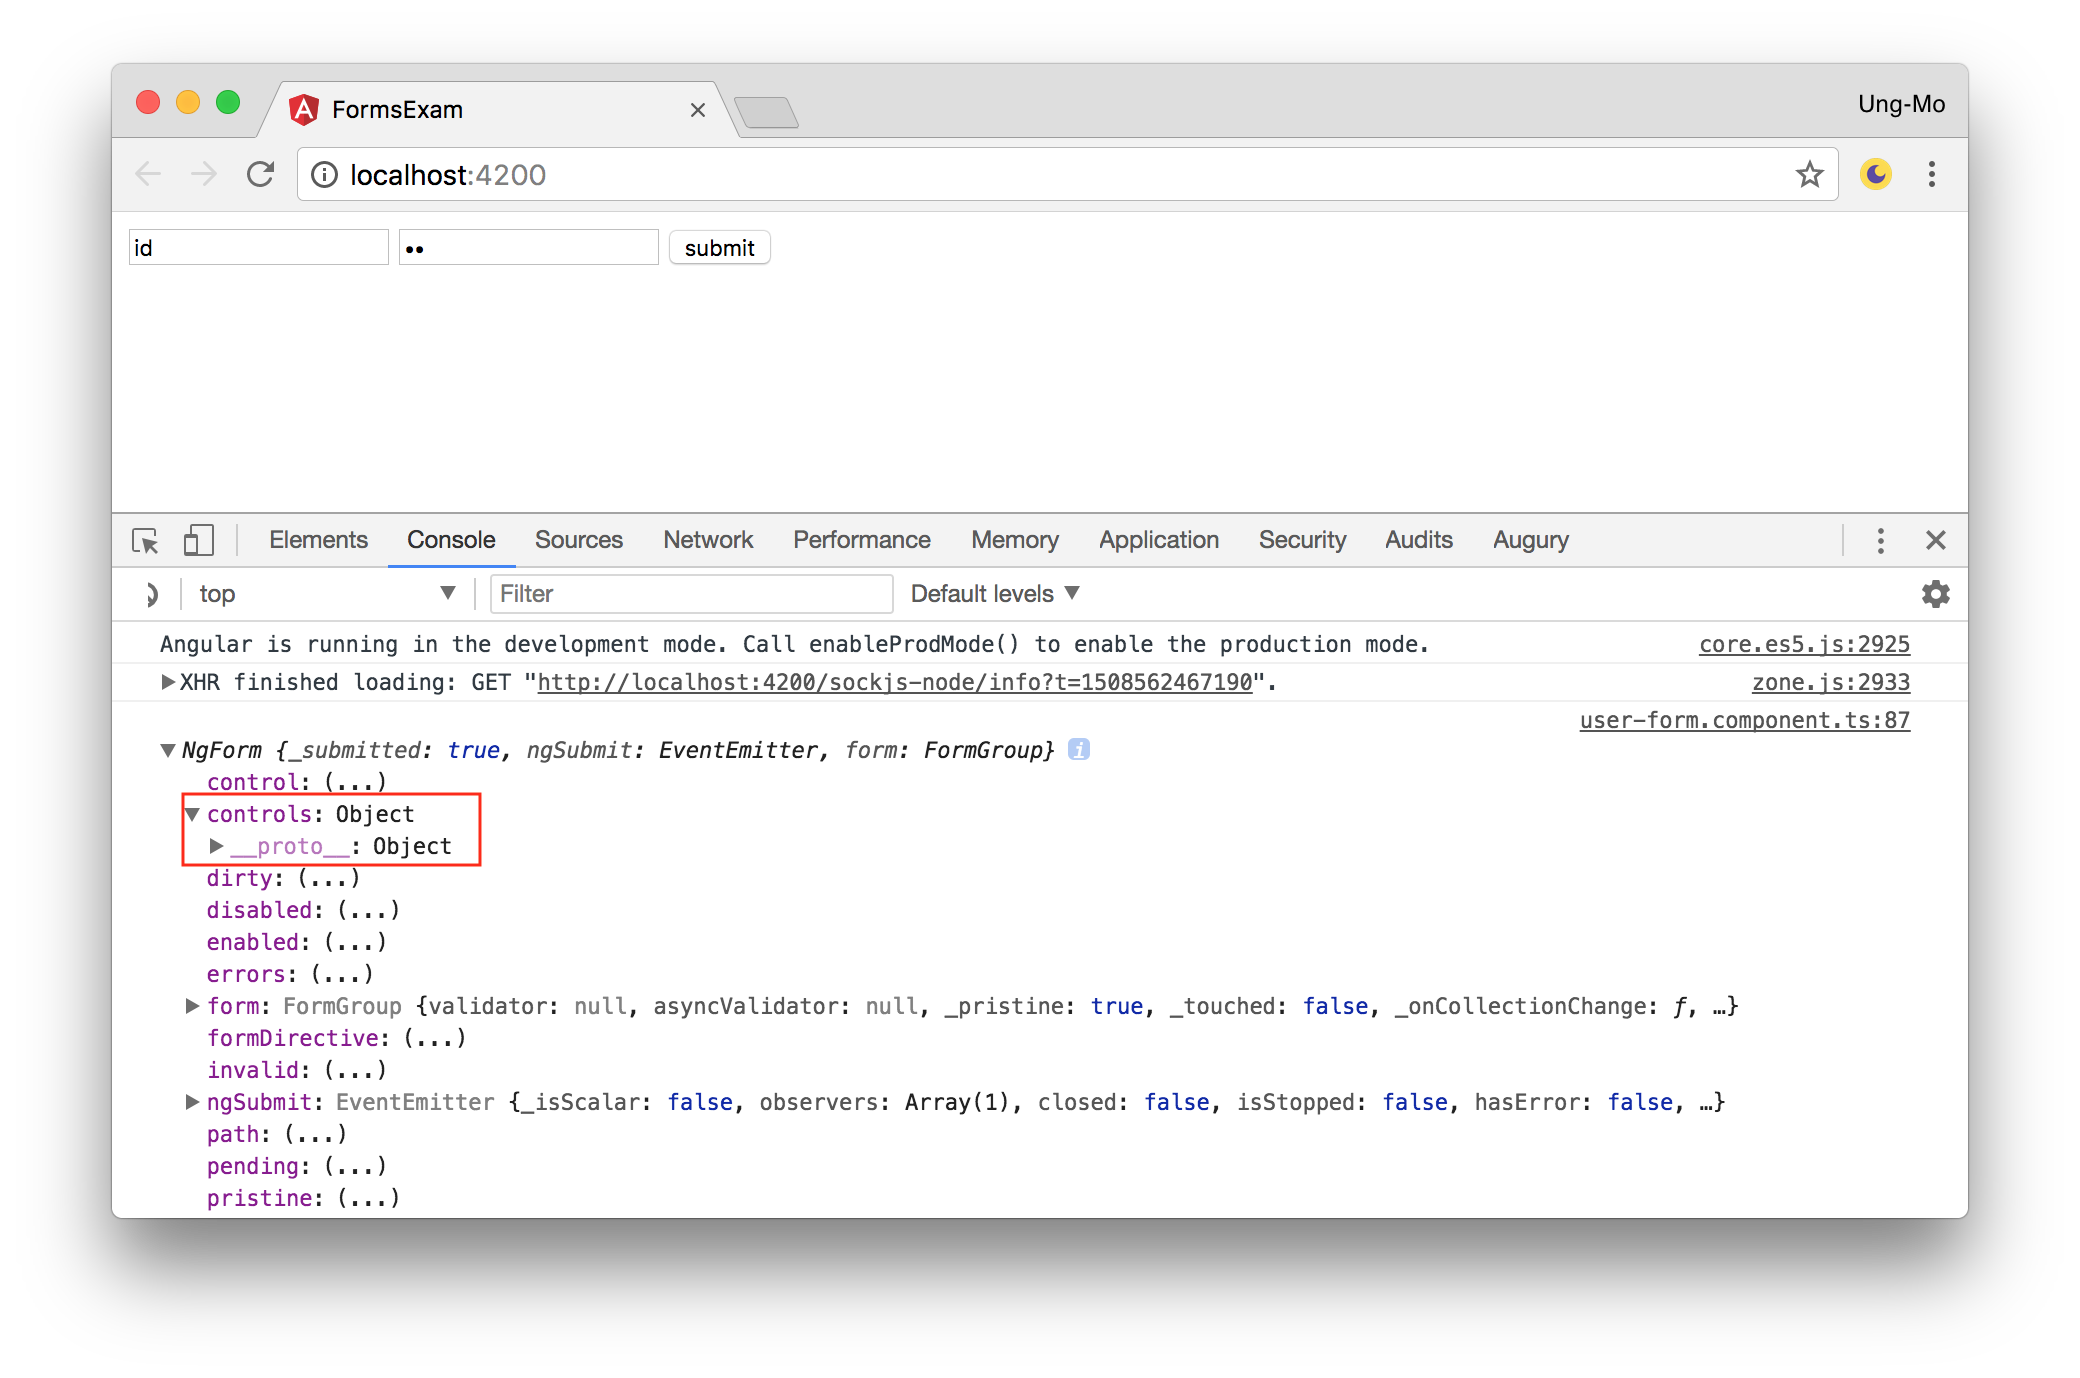 FormsExam
Ung-Mo
localhost:4200
id
••
submit
Elements Console Sources Network Performance Memory Application Security Audits Augury
top Filter Default levels
Angular is running in the development mode. Call enableProdMode() to enable the production mode. core.es5.js:2925
XHR finished loading: GET "http://localhost:4200/sockjs-node/info?t=1508562467190". zone.js:2933
user-form.component.ts:87
NgForm {_submitted: true, ngSubmit: EventEmitter, form: FormGroup} i
control: (...)
controls: Object
__proto__: Object
dirty: (...)
disabled: (...)
enabled: (...)
errors: (...)
form: FormGroup {validator: null, asyncValidator: null, _pristine: true, _touched: false, _onCollectionChange: ƒ, …}
formDirective: (...)
invalid: (...)
ngSubmit: EventEmitter {_isScalar: false, observers: Array(1), closed: false, isStopped: false, hasError: false, …}
path: (...)
pending: (...)
pristine: (...)